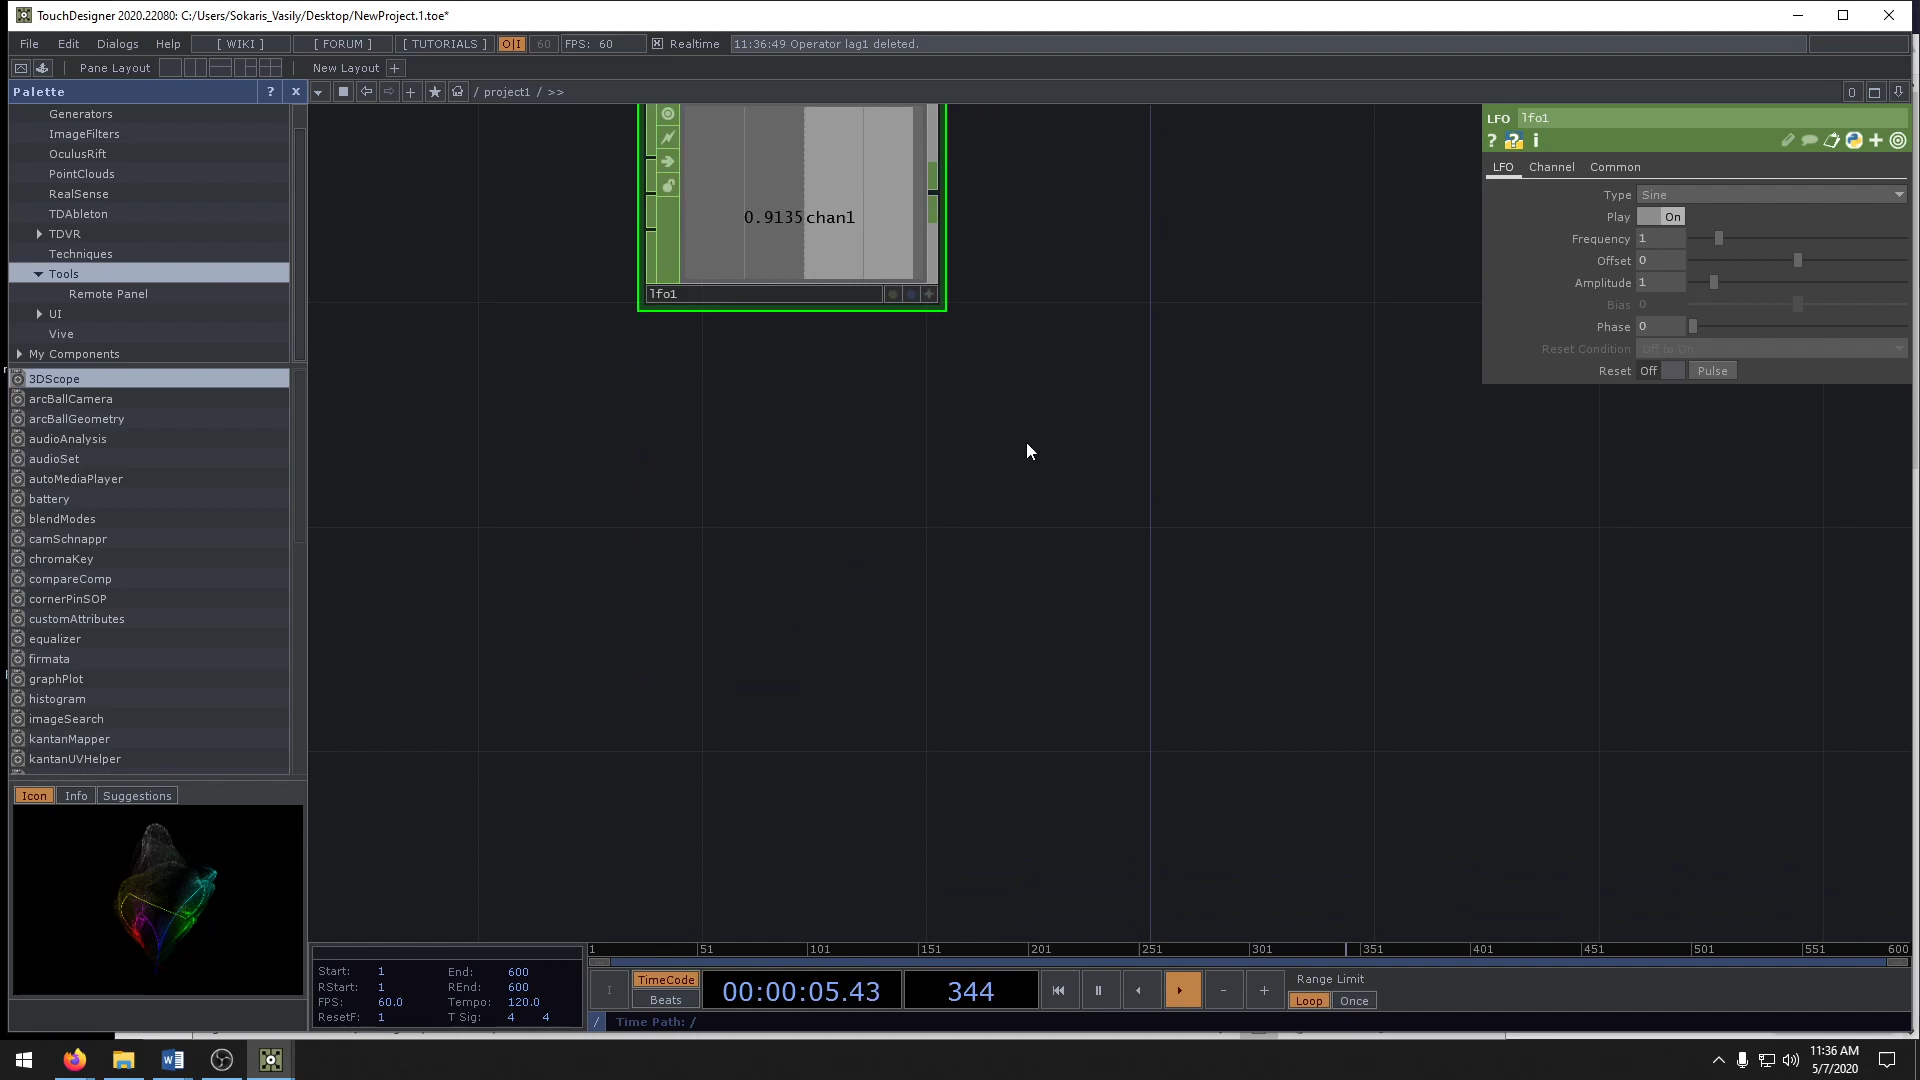 TouchDesigner 2020.22080: C:/Users/Sokaris_Vasily/Desktop/NewProject.1.toe*
File Edit Dialogs Help [ WIKI ] [ FORUM ] [ TUTORIALS ] O|I 60 FPS: 60 Realtime 11:36:49 Operator lag1 deleted.
Pane Layout New Layout +
Palette ? x / project1 / >> 0
Generators
ImageFilters
OculusRift
PointClouds
RealSense
TDAbleton
TDVR
Techniques
Tools
Remote Panel
UI
Vive
My Components
3DScope
arcBallCamera
arcBallGeometry
audioAnalysis
audioSet
autoMediaPlayer
battery
blendModes
camSchnappr
chromaKey
compareComp
cornerPinSOP
customAttributes
equalizer
firmata
graphPlot
histogram
imageSearch
kantanMapper
kantanUVHelper
Icon Info Suggestions
0.9135 chan1
lfo1
LFO lfo1
? ? i
LFO Channel Common
Type Sine
Play On
Frequency 1
Offset 0
Amplitude 1
Bias 0
Phase 0
Reset Condition Off to On
Reset Off Pulse
1 51 101 151 201 251 301 351 401 451 501 551 600
Start: 1 End: 600
RStart: 1 REnd: 600
FPS: 60.0 Tempo: 120.0
ResetF: 1 T Sig: 4 4
TimeCode
Beats
00:00:05.43 344
- +
Range Limit
Loop Once
/ Time Path: /
11:36 AM
5/7/2020